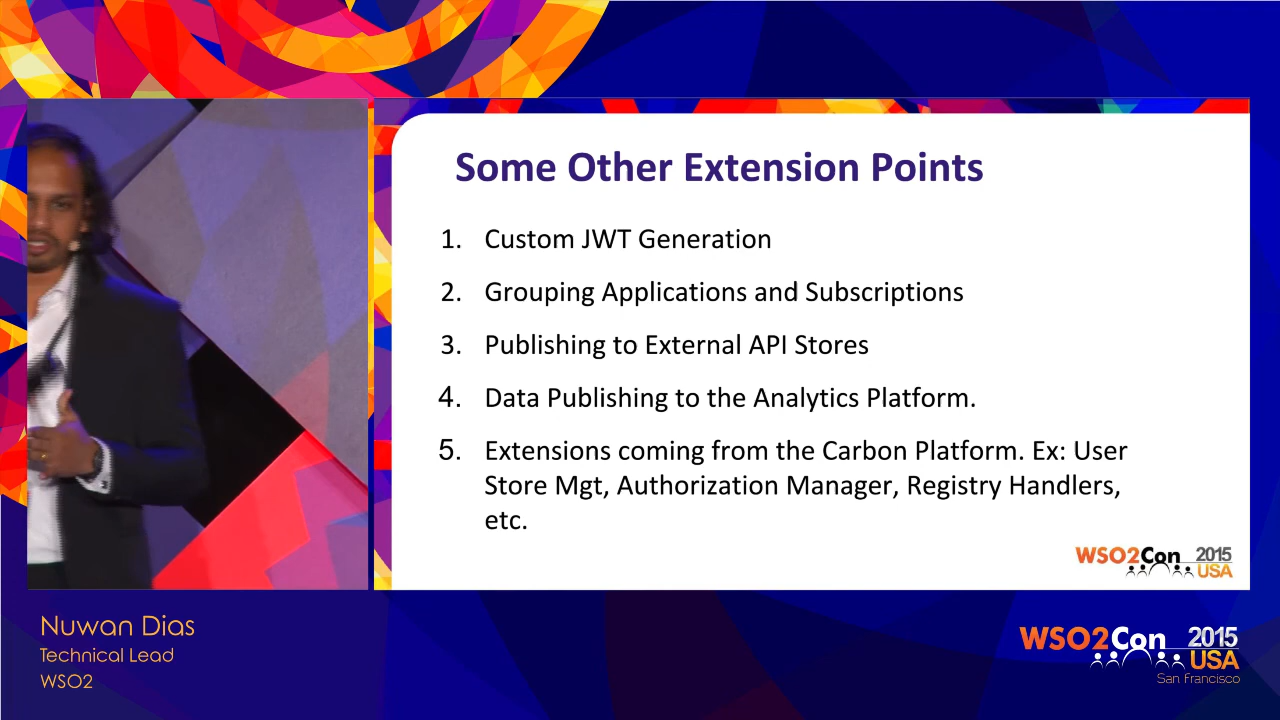 Some Other Extension Points
1. Custom JWT Generation
2. Grouping Applications and Subscriptions
3. Publishing to External API Stores
4. Data Publishing to the Analytics Platform.
5. Extensions coming from the Carbon Platform. Ex: User
Store Mgt, Authorization Manager, Registry Handlers,
etc.
WSO2Con 2015
USA
Nuwan Dias
Technical Lead
WSO2
WSO2Con 2015
USA
San Francisco